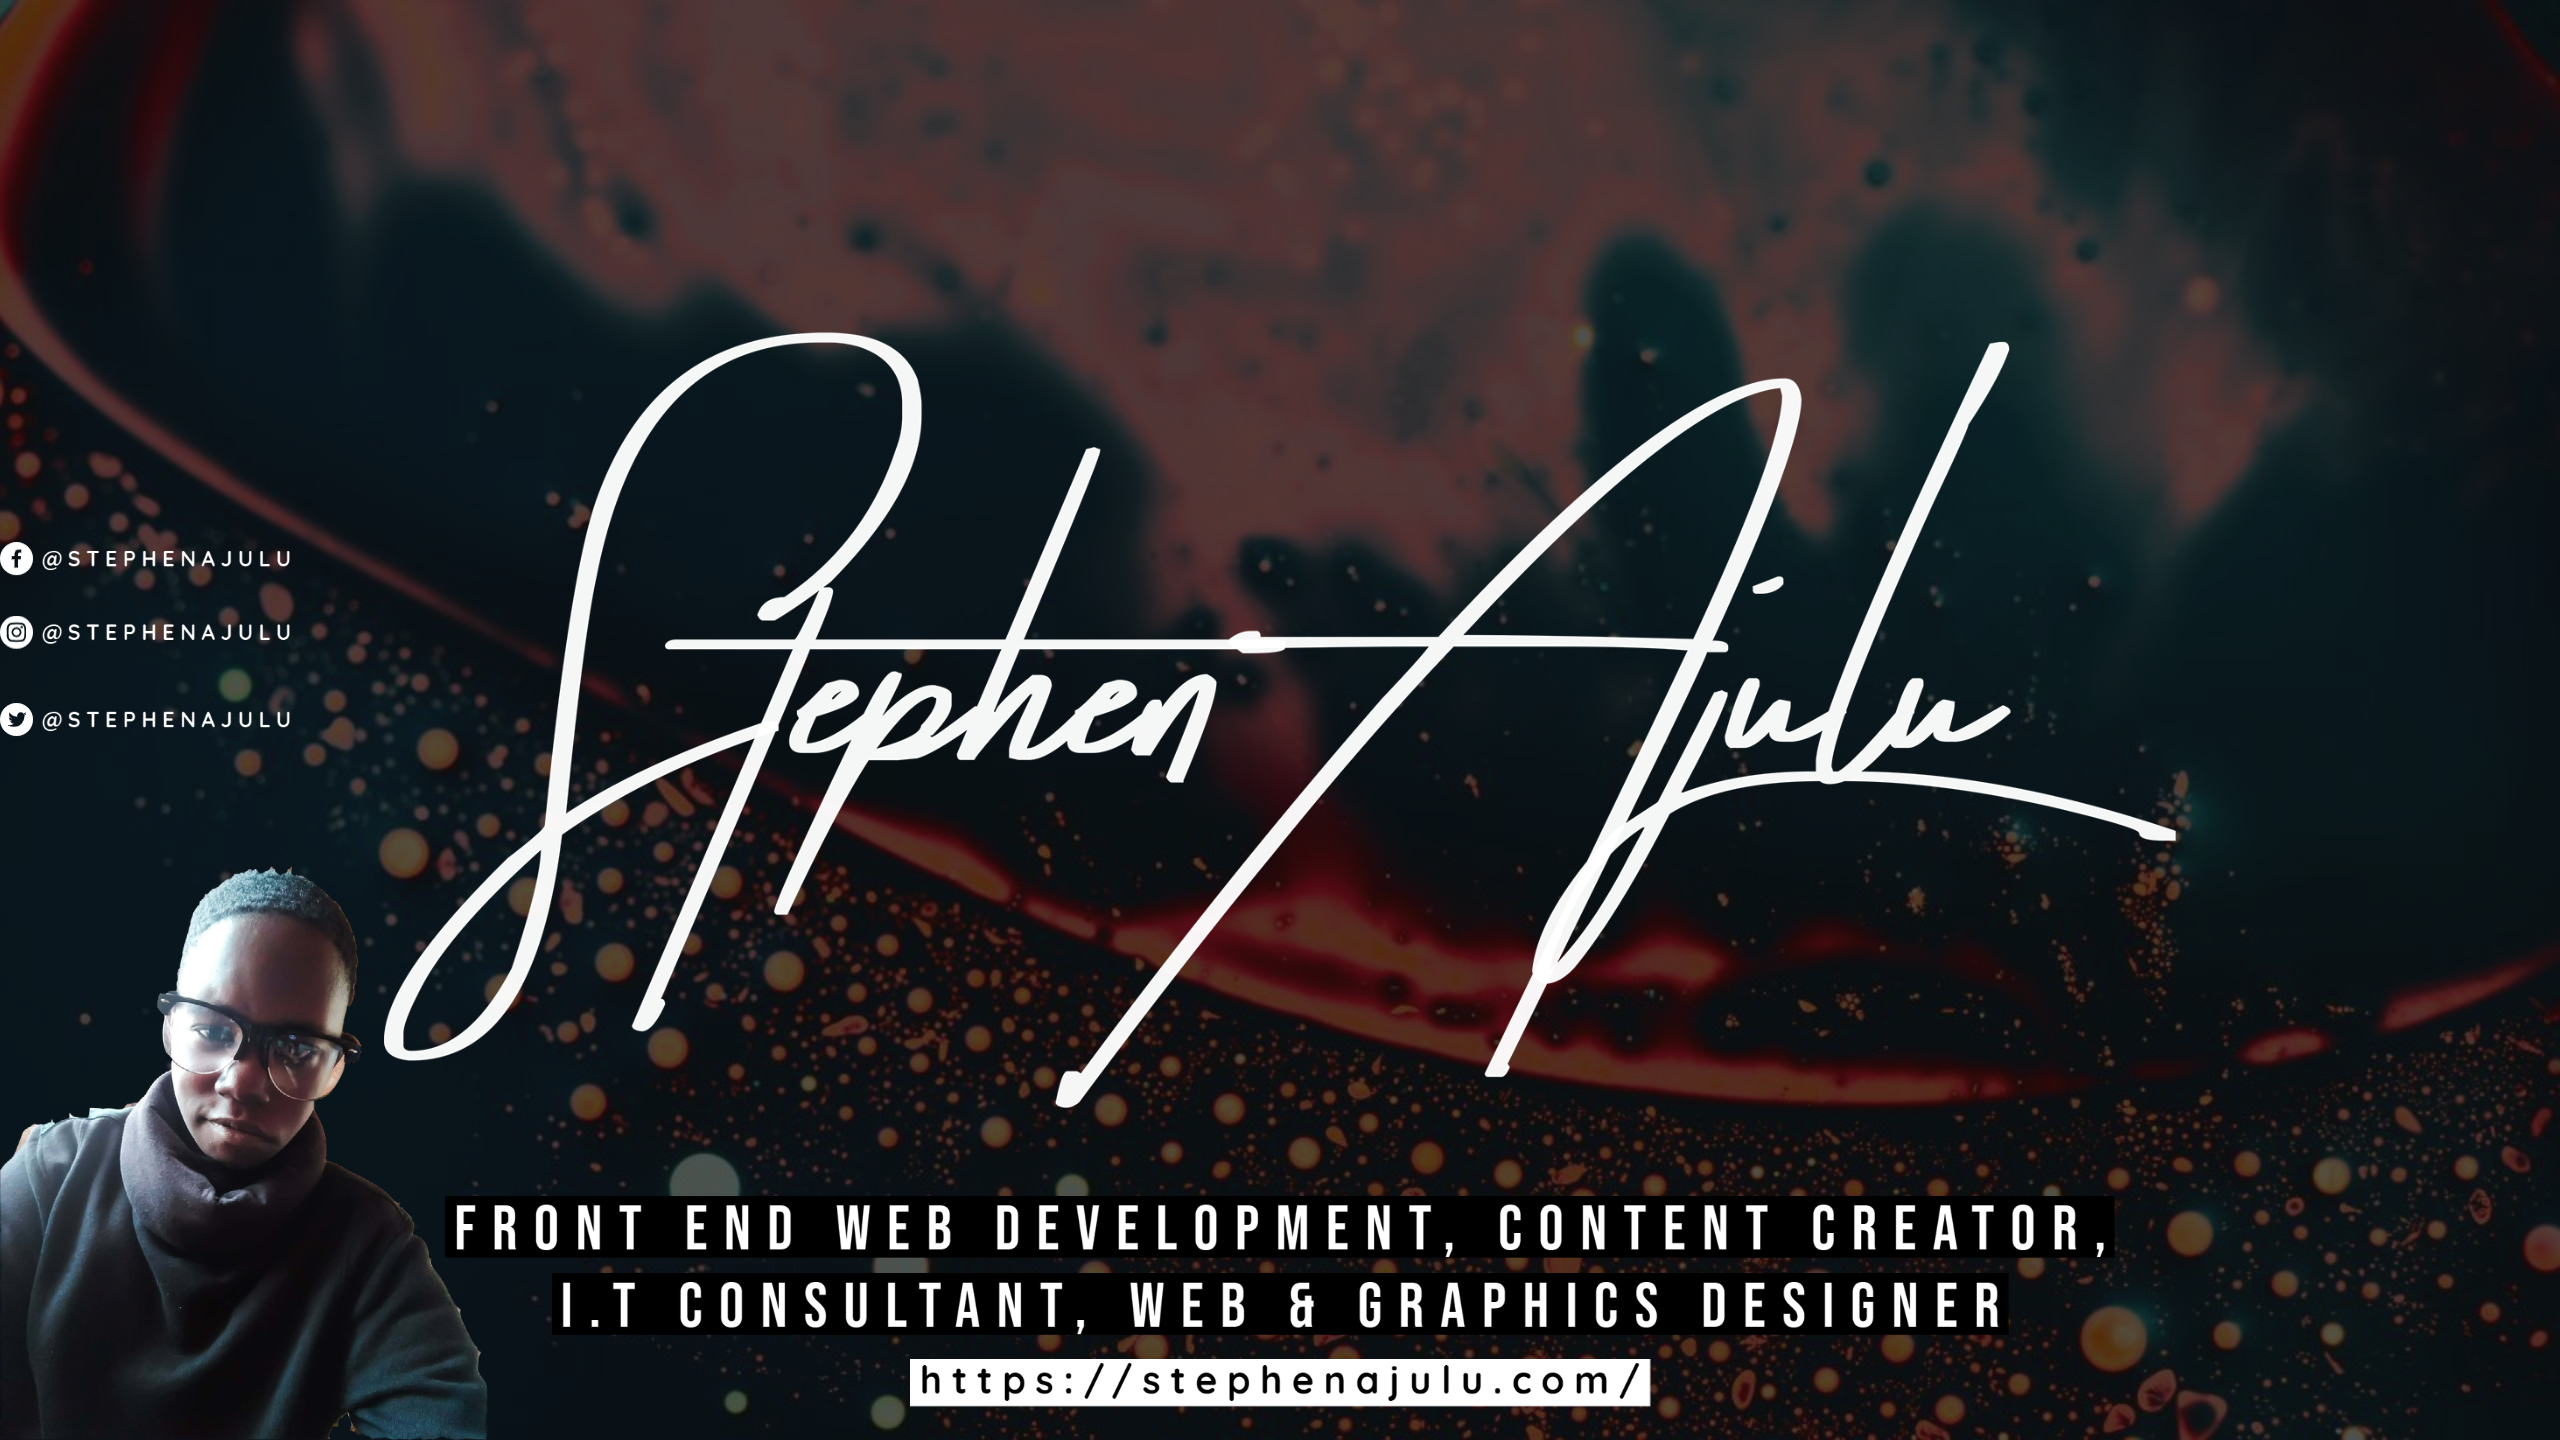 @STEPHENAJULU
@STEPHENAJULU
@STEPHENAJULU
Stephen Ajulu
FRONT END WEB DEVELOPMENT, CONTENT CREATOR,
I.T CONSULTANT, WEB & GRAPHICS DESIGNER
https://stephenajulu.com/